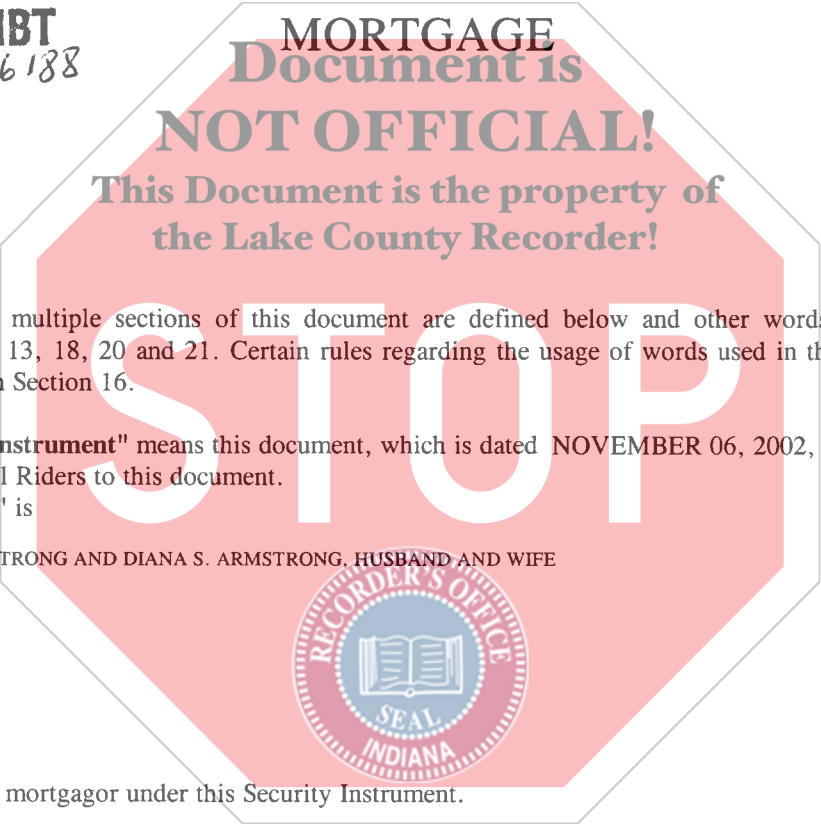 MORTGAGE
6188
Document is
NOT OFFICIAL!
This Document is the property of
the Lake County Recorder!
STOP
multiple sections of this document are defined below and other
13, 18, 20 and 21. Certain rules regarding the usage of words used in
Section 16.
nstrument" means this document, which is dated NOVEMBER 06, 2002,
Riders to this document.
" is
TRONG AND DIANA S. ARMSTRONG, HUSBAND AND WIFE
RECORDER'S OFFICE
SEAL
INDIANA
mortgagor under this Security Instrument.